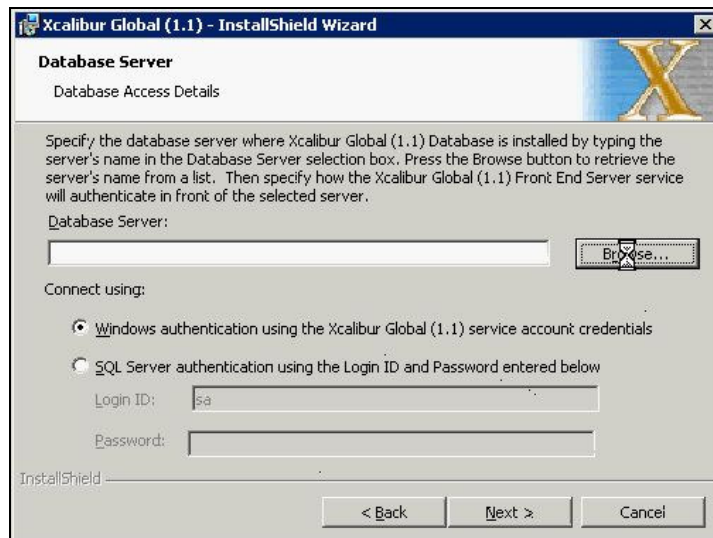 Xcalibur Global (1.1) - InstallShield Wizard
Database Server
Database Access Details
X
Specify the database server where Xcalibur Global (1.1) Database is installed by typing the
server's name in the Database Server selection box. Press the Browse button to retrieve the
server's name from a list.  Then specify how the Xcalibur Global (1.1) Front End Server service
will authenticate in front of the selected server.
Database Server:
Browse...
Connect using:
Windows authentication using the Xcalibur Global (1.1) service account credentials
SQL Server authentication using the Login ID and Password entered below
Login ID:
sa
Password:
InstallShield
< Back
Next >
Cancel